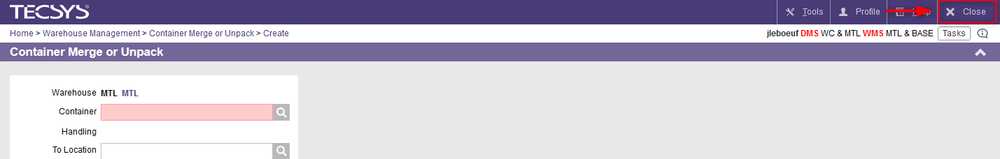 TECSYS
Tools Profile Close
Home > Warehouse Management > Container Merge or Unpack > Create
jleboeuf DMS WC & MTL WMS MTL & BASE Tasks
Container Merge or Unpack
Warehouse MTL MTL
Container
Handling
To Location